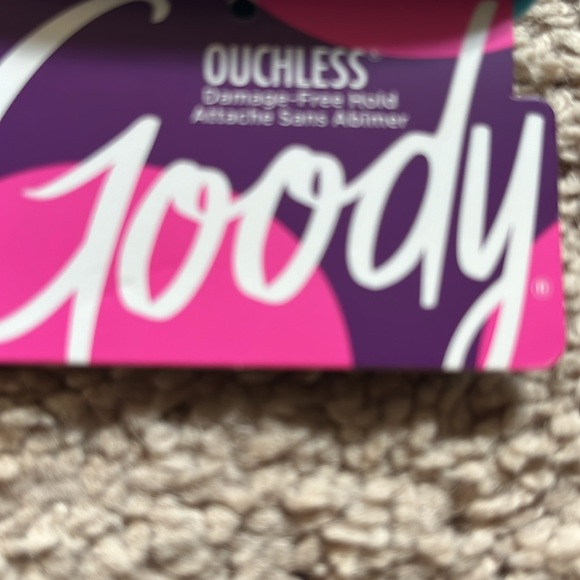 OUCHLESS®
Damage-Free Hold
Attache Sans Abîmer
Goody®